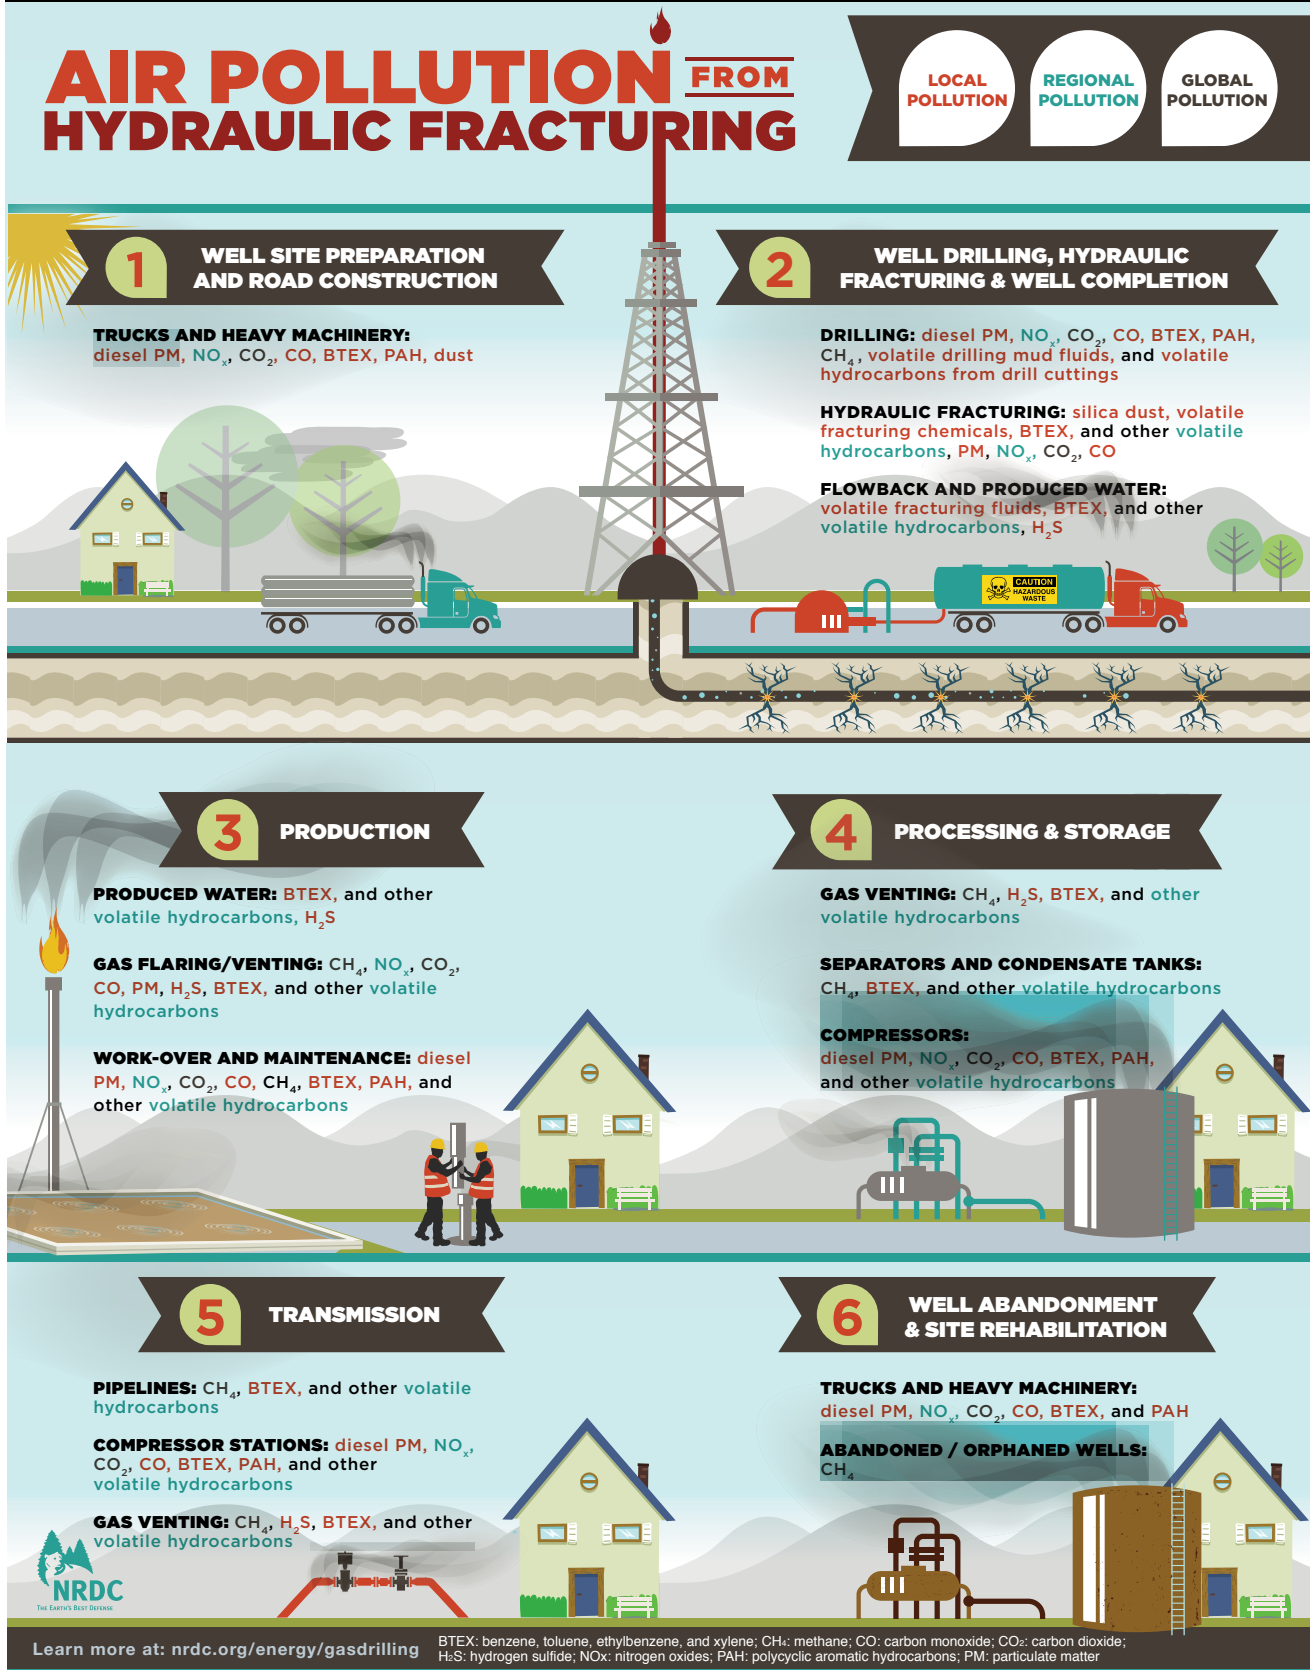 AIR POLLUTION FROM
HYDRAULIC FRACTURING
LOCAL
POLLUTION
REGIONAL
POLLUTION
GLOBAL
POLLUTION
1
WELL SITE PREPARATION
AND ROAD CONSTRUCTION
TRUCKS AND HEAVY MACHINERY:
diesel PM, NOx, CO2, CO, BTEX, PAH, dust
2
WELL DRILLING, HYDRAULIC
FRACTURING & WELL COMPLETION
DRILLING: diesel PM, NOx, CO2, CO, BTEX, PAH,
CH4, volatile drilling mud fluids, and volatile
hydrocarbons from drill cuttings
HYDRAULIC FRACTURING: silica dust, volatile
fracturing chemicals, BTEX, and other volatile
hydrocarbons, PM, NOx, CO2, CO
FLOWBACK AND PRODUCED WATER:
volatile fracturing fluids, BTEX, and other
volatile hydrocarbons, H2S
CAUTION
HAZARDOUS
WASTE
3
PRODUCTION
PRODUCED WATER: BTEX, and other
volatile hydrocarbons, H2S
GAS FLARING/VENTING: CH4, NOx, CO2,
CO, PM, H2S, BTEX, and other volatile
hydrocarbons
WORK-OVER AND MAINTENANCE: diesel
PM, NOx, CO2, CO, CH4, BTEX, PAH, and
other volatile hydrocarbons
4
PROCESSING & STORAGE
GAS VENTING: CH4, H2S, BTEX, and other
volatile hydrocarbons
SEPARATORS AND CONDENSATE TANKS:
CH4, BTEX, and other volatile hydrocarbons
COMPRESSORS:
diesel PM, NOx, CO2, CO, BTEX, PAH,
and other volatile hydrocarbons
5
TRANSMISSION
PIPELINES: CH4, BTEX, and other volatile
hydrocarbons
COMPRESSOR STATIONS: diesel PM, NOx,
CO2, CO, BTEX, PAH, and other
volatile hydrocarbons
GAS VENTING: CH4, H2S, BTEX, and other
volatile hydrocarbons
6
WELL ABANDONMENT
& SITE REHABILITATION
TRUCKS AND HEAVY MACHINERY:
diesel PM, NOx, CO2, CO, BTEX, and PAH
ABANDONED / ORPHANED WELLS:
CH4
NRDC
THE EARTH'S BEST DEFENSE
Learn more at: nrdc.org/energy/gasdrilling
BTEX: benzene, toluene, ethylbenzene, and xylene; CH4: methane; CO: carbon monoxide; CO2: carbon dioxide;
H2S: hydrogen sulfide; NOx: nitrogen oxides; PAH: polycyclic aromatic hydrocarbons; PM: particulate matter